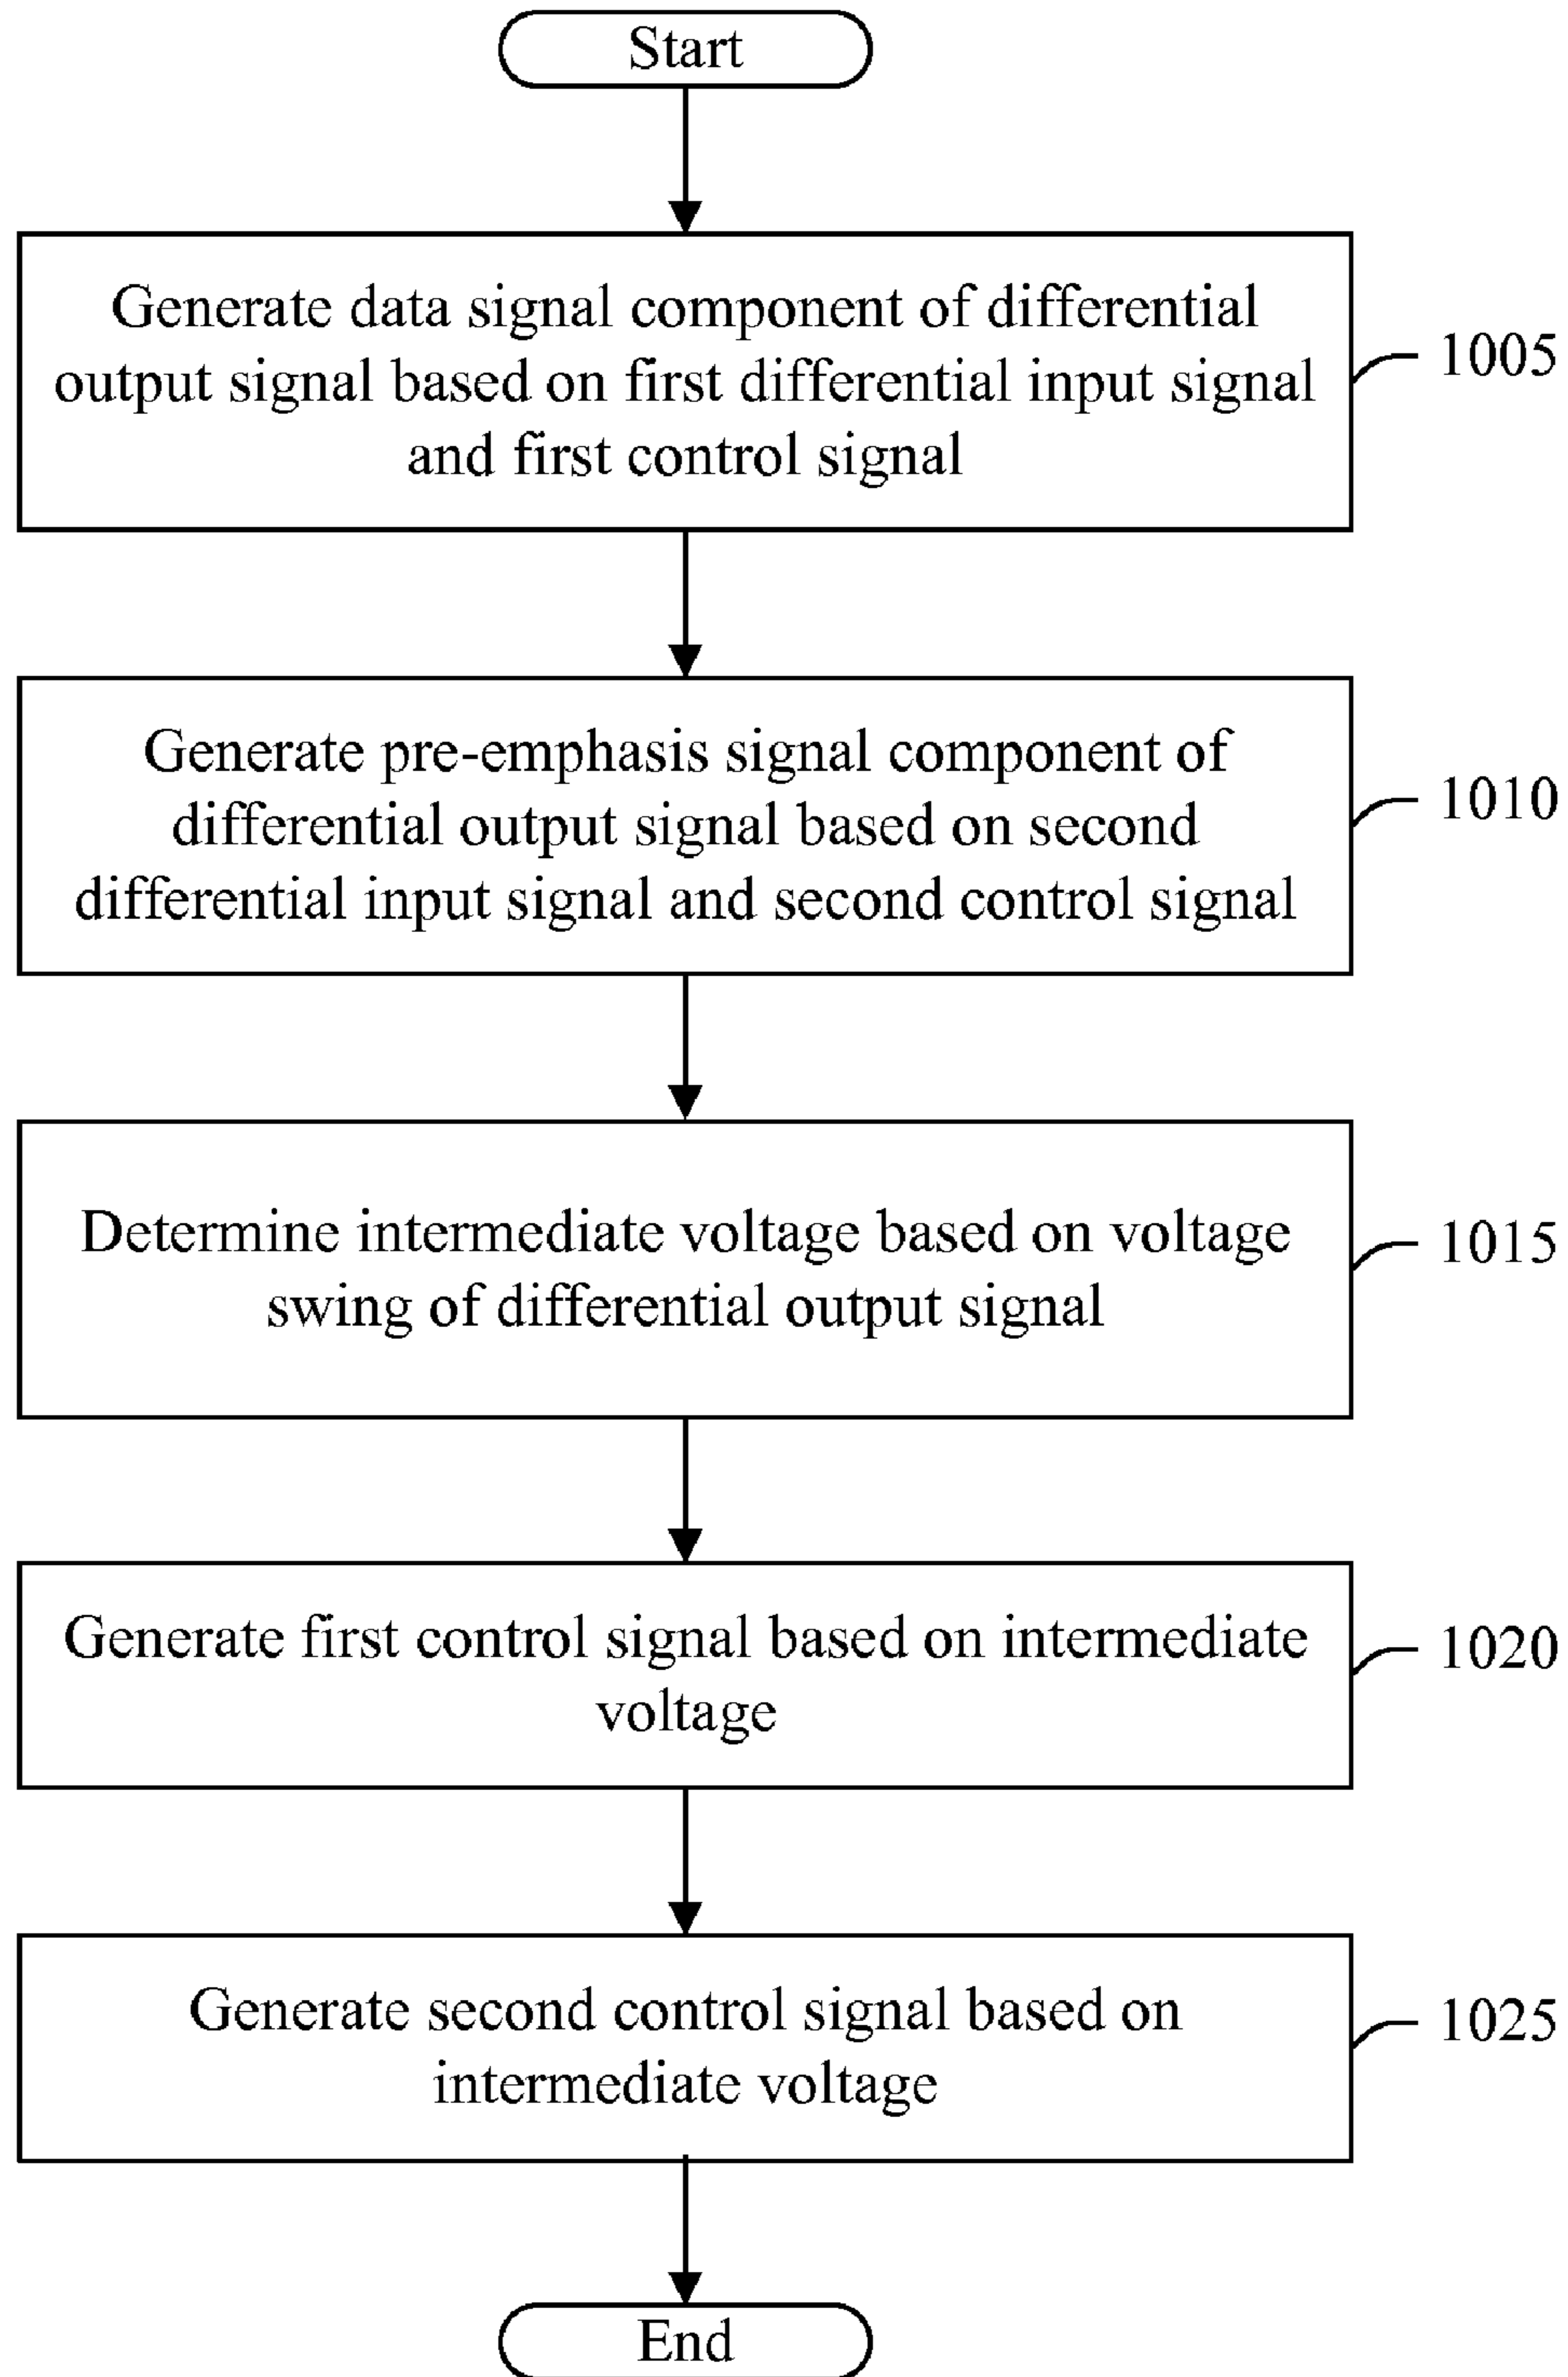 Start
Generate data signal component of differential
output signal based on first differential input signal
and first control signal
1005
Generate pre-emphasis signal component of
differential output signal based on second
differential input signal and second control signal
1010
Determine intermediate voltage based on voltage
swing of differential output signal
1015
Generate first control signal based on intermediate
voltage
1020
Generate second control signal based on
intermediate voltage
1025
End